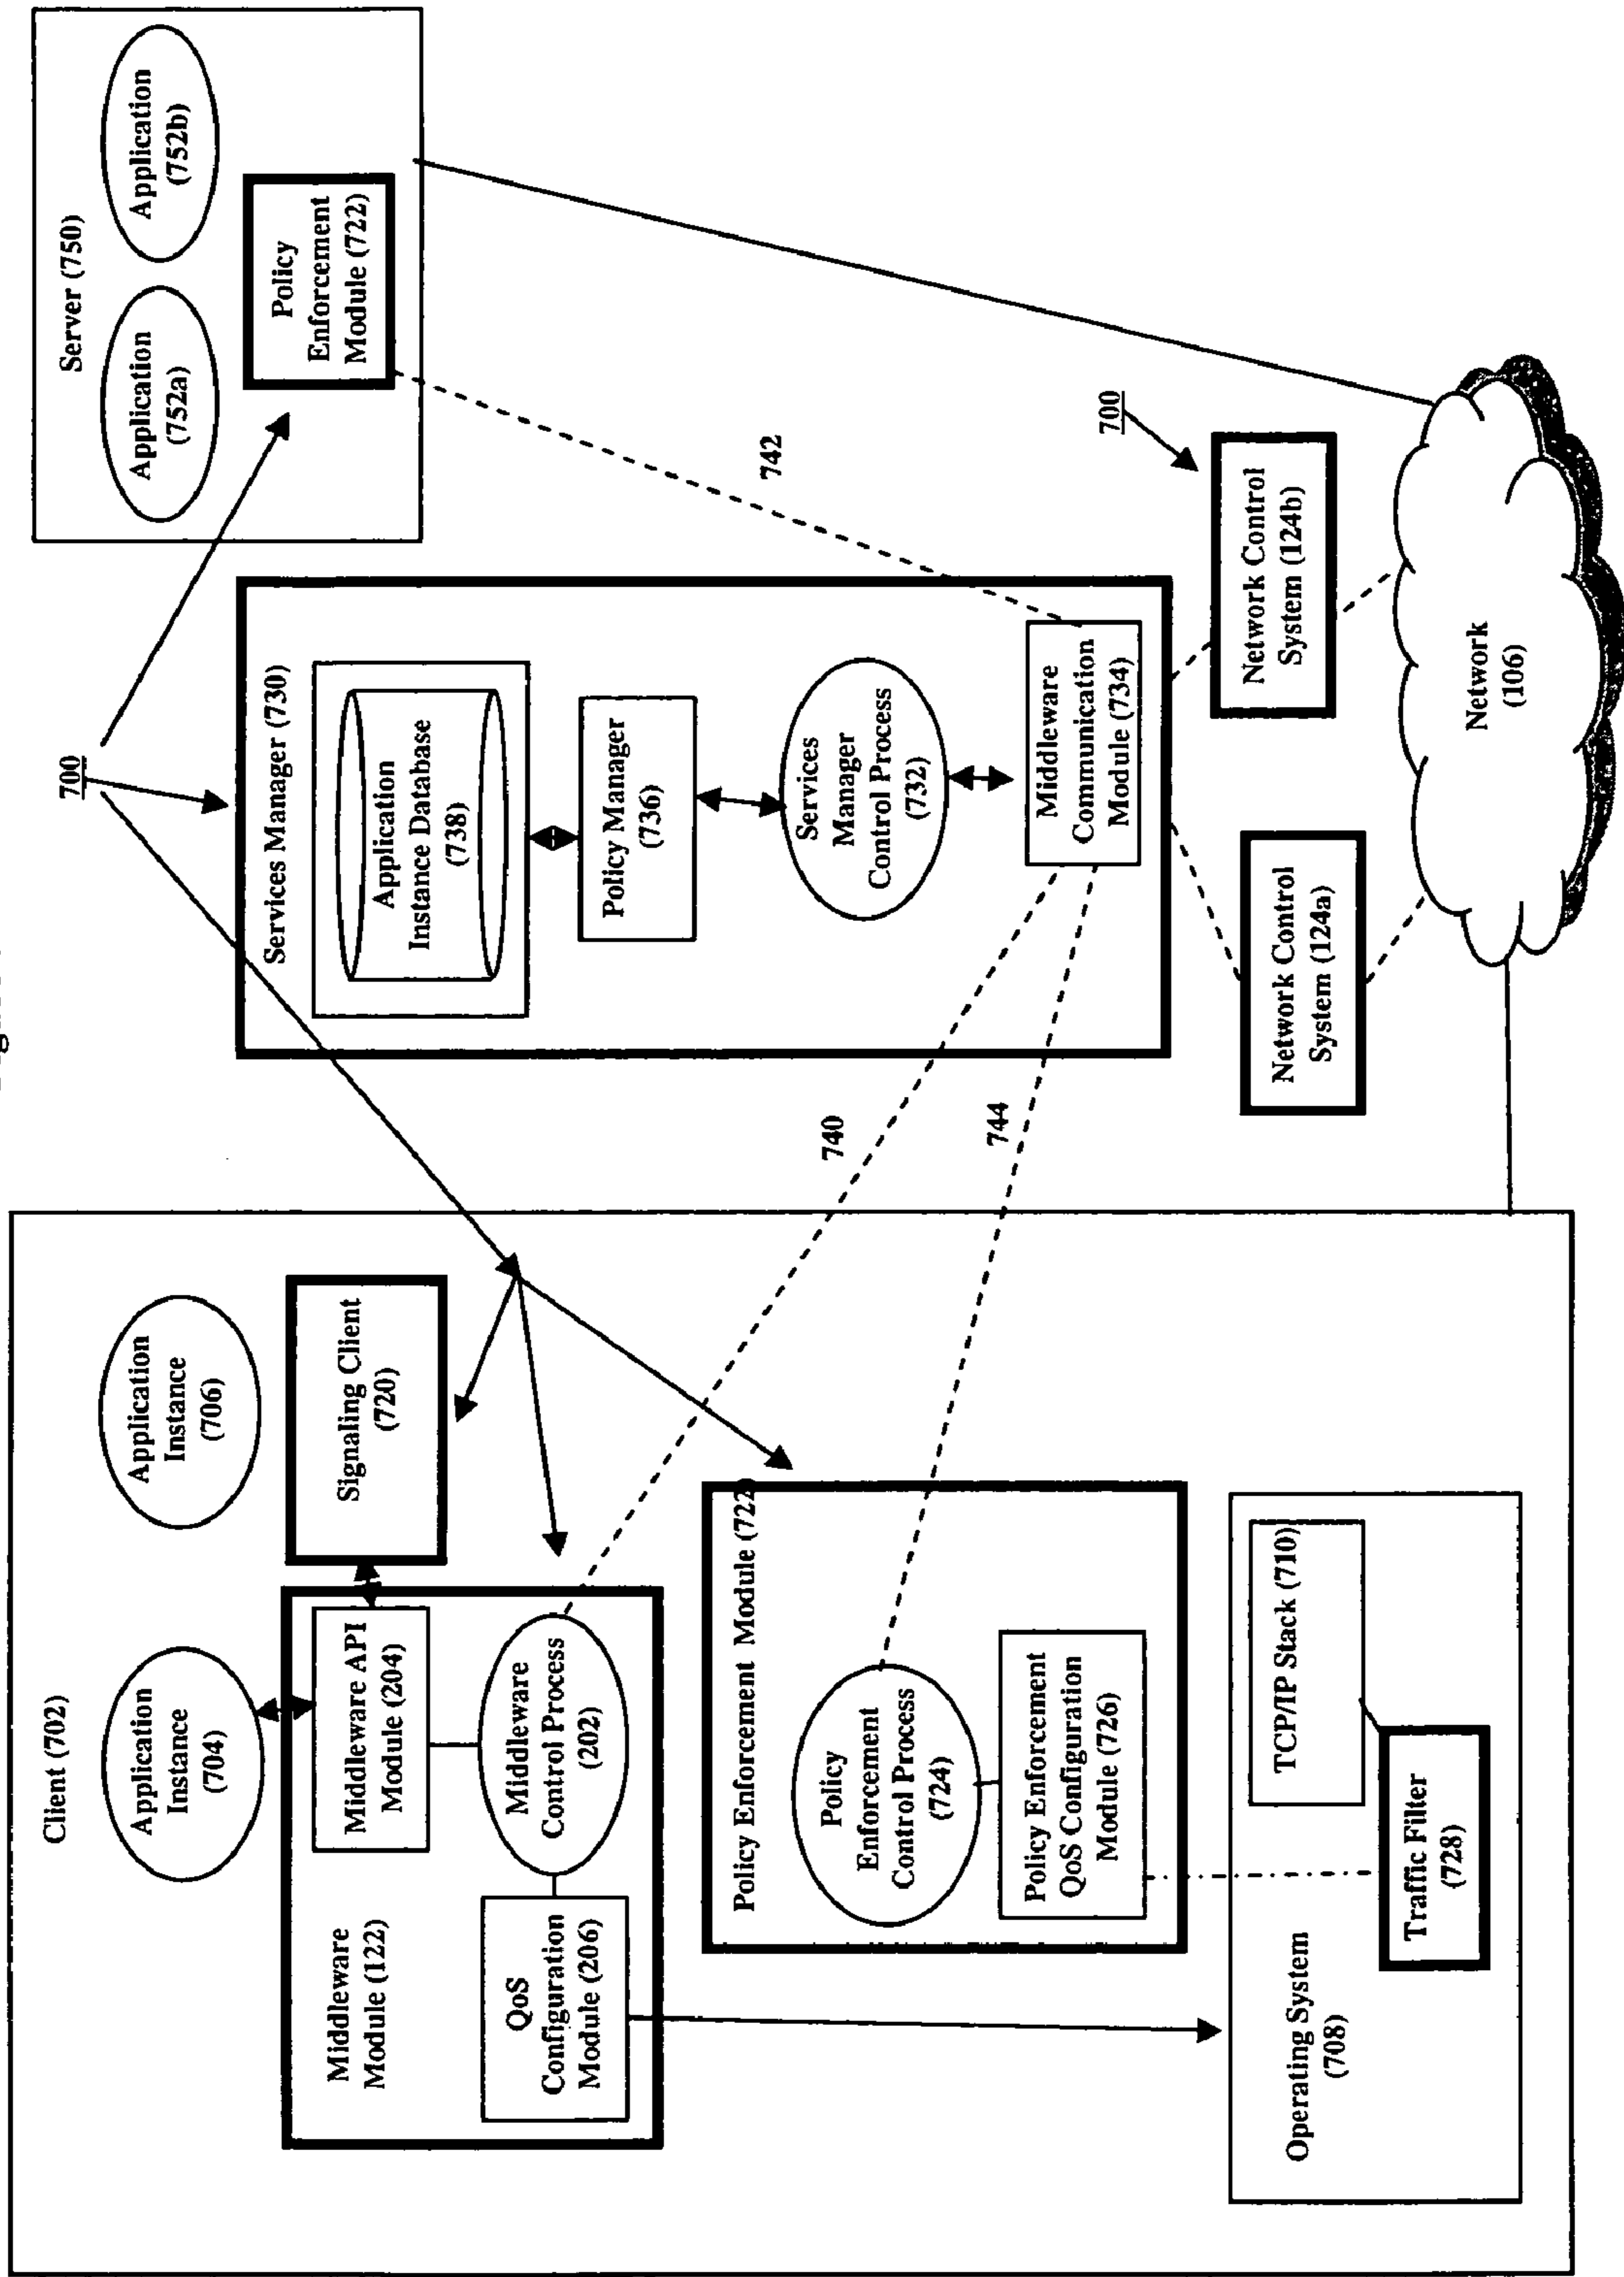 Client (702)
Application
Instance
(704)
Application
Instance
(706)
Middleware
Module (122)
Middleware API
Module (204)
Signaling Client
(720)
QoS
Configuration
Module (206)
Middleware
Control Process
(202)
Policy Enforcement Module (722)
Policy
Enforcement
Control Process
(724)
Policy Enforcement
QoS Configuration
Module (726)
Operating System
(708)
TCP/IP Stack (710)
Traffic Filter
(728)
740
744
700
Services Manager (730)
Application
Instance Database
(738)
Policy Manager
(736)
Services
Manager
Control Process
(732)
Middleware
Communication
Module (734)
742
Server (750)
Application
(752a)
Application
(752b)
Policy
Enforcement
Module (722)
700
Network Control
System (124a)
Network Control
System (124b)
Network
(106)